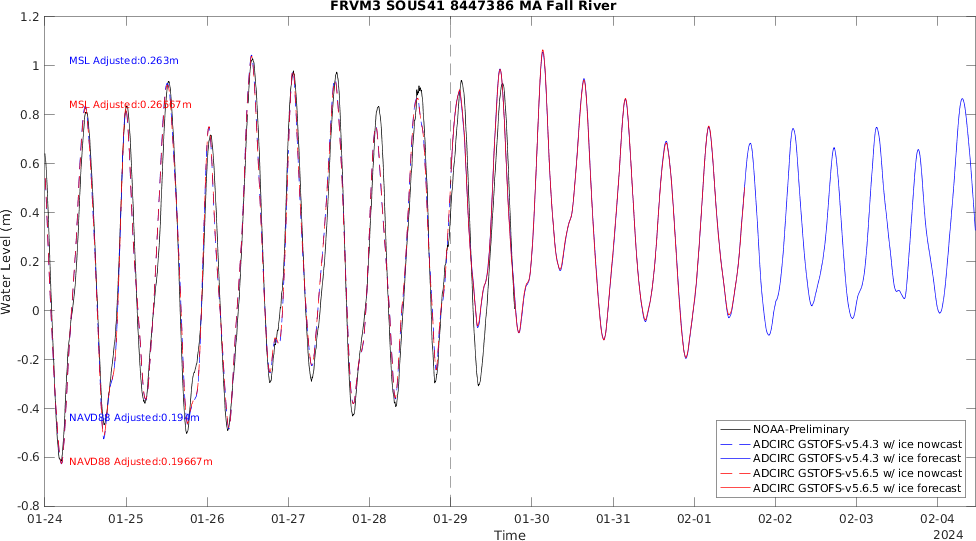 FRVM3 SOUS41 8447386 MA Fall River
1.2
1
0.8
0.6
0.4
0.2
0
-0.2
-0.4
-0.6
-0.8
Water Level (m)
MSL Adjusted:0.263m
MSL Adjusted:0.26567m
NAVD88 Adjusted:0.194m
NAVD88 Adjusted:0.19667m
NOAA-Preliminary
ADCIRC GSTOFS-v5.4.3 w/ ice nowcast
ADCIRC GSTOFS-v5.4.3 w/ ice forecast
ADCIRC GSTOFS-v5.6.5 w/ ice nowcast
ADCIRC GSTOFS-v5.6.5 w/ ice forecast
01-24 01-25 01-26 01-27 01-28 01-29 01-30 01-31 02-01 02-02 02-03 02-04
2024
Time